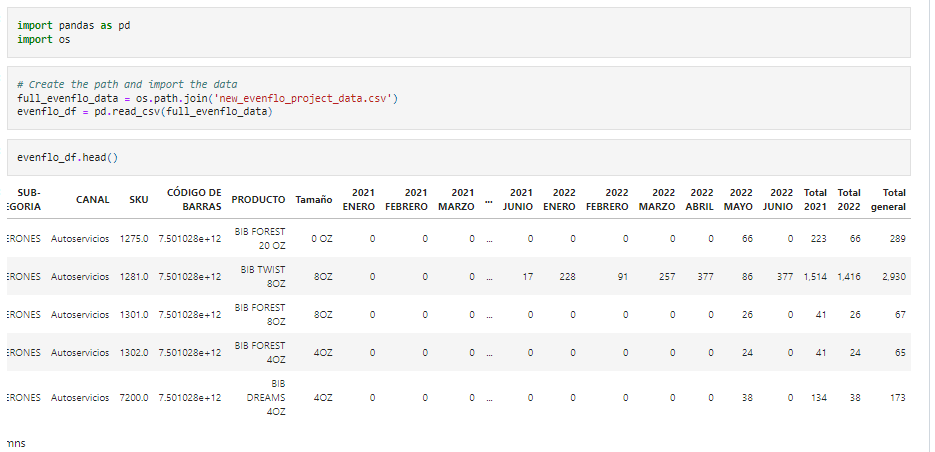 import pandas as pd
import os
# Create the path and import the data
full_evenflo_data = os.path.join('new_evenflo_project_data.csv')
evenflo_df = pd.read_csv(full_evenflo_data)
evenflo_df.head()
SUB-EGORIA CANAL SKU CÓDIGO DE BARRAS PRODUCTO Tamaño 2021 ENERO 2021 FEBRERO 2021 MARZO ... 2021 JUNIO 2022 ENERO 2022 FEBRERO 2022 MARZO 2022 ABRIL 2022 MAYO 2022 JUNIO Total 2021 Total 2022 Total general
ERONES Autoservicios 1275.0 7.501028e+12 BIB FOREST 20 OZ 0 OZ 0 0 0 ... 0 0 0 0 0 66 0 223 66 289
ERONES Autoservicios 1281.0 7.501028e+12 BIB TWIST 8OZ 8OZ 0 0 0 ... 17 228 91 257 377 86 377 1,514 1,416 2,930
ERONES Autoservicios 1301.0 7.501028e+12 BIB FOREST 8OZ 8OZ 0 0 0 ... 0 0 0 0 0 26 0 41 26 67
ERONES Autoservicios 1302.0 7.501028e+12 BIB FOREST 4OZ 4OZ 0 0 0 ... 0 0 0 0 0 24 0 41 24 65
ERONES Autoservicios 7200.0 7.501028e+12 BIB DREAMS 4OZ 4OZ 0 0 0 ... 0 0 0 0 0 38 0 134 38 173
mns